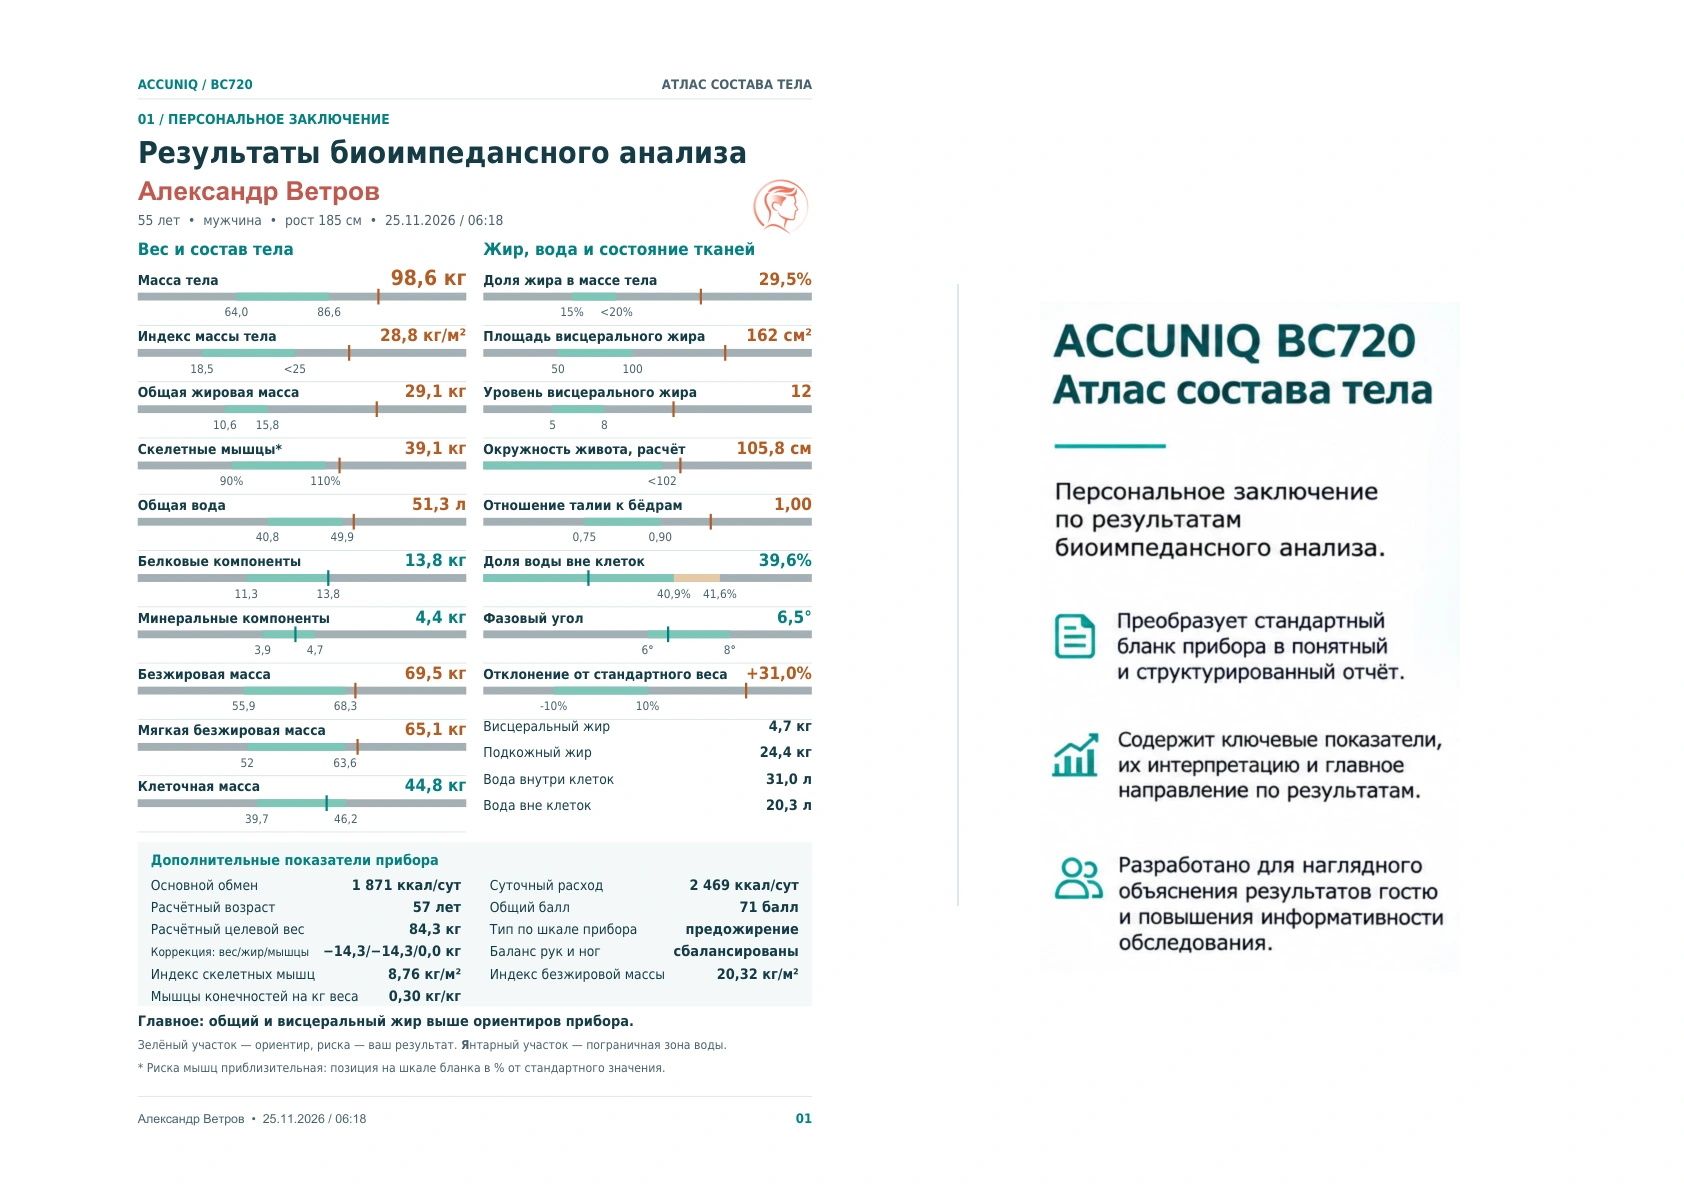 ACCUNIQ / BC720
АТЛАС СОСТАВА ТЕЛА
01 / ПЕРСОНАЛЬНОЕ ЗАКЛЮЧЕНИЕ
Результаты биоимпедансного анализа
Александр Ветров
55 лет • мужчина • рост 185 см • 25.11.2026 / 06:18
Вес и состав тела
Масса тела 98,6 кг
64,0 86,6
Индекс массы тела 28,8 кг/м²
18,5 <25
Общая жировая масса 29,1 кг
10,6 15,8
Скелетные мышцы* 39,1 кг
90% 110%
Общая вода 51,3 л
40,8 49,9
Белковые компоненты 13,8 кг
11,3 13,8
Минеральные компоненты 4,4 кг
3,9 4,7
Безжировая масса 69,5 кг
55,9 68,3
Мягкая безжировая масса 65,1 кг
52 63,6
Клеточная масса 44,8 кг
39,7 46,2
Жир, вода и состояние тканей
Доля жира в массе тела 29,5%
15% <20%
Площадь висцерального жира 162 см²
50 100
Уровень висцерального жира 12
5 8
Окружность живота, расчёт 105,8 см
<102
Отношение талии к бёдрам 1,00
0,75 0,90
Доля воды вне клеток 39,6%
40,9% 41,6%
Фазовый угол 6,5°
6° 8°
Отклонение от стандартного веса +31,0%
-10% 10%
Висцеральный жир 4,7 кг
Подкожный жир 24,4 кг
Вода внутри клеток 31,0 л
Вода вне клеток 20,3 л
Дополнительные показатели прибора
Основной обмен 1 871 ккал/сут
Расчётный возраст 57 лет
Расчётный целевой вес 84,3 кг
Коррекция: вес/жир/мышцы −14,3/−14,3/0,0 кг
Индекс скелетных мышц 8,76 кг/м²
Мышцы конечностей на кг веса 0,30 кг/кг
Суточный расход 2 469 ккал/сут
Общий балл 71 балл
Тип по шкале прибора предожирение
Баланс рук и ног сбалансированы
Индекс безжировой массы 20,32 кг/м²
Главное: общий и висцеральный жир выше ориентиров прибора.
Зелёный участок — ориентир, риска — ваш результат. Янтарный участок — пограничная зона воды.
* Риска мышц приблизительная: позиция на шкале бланка в % от стандартного значения.
Александр Ветров • 25.11.2026 / 06:18
01
ACCUNIQ BC720
Атлас состава тела
Персональное заключение
по результатам
биоимпедансного анализа.
Преобразует стандартный
бланк прибора в понятный
и структурированный отчёт.
Содержит ключевые показатели,
их интерпретацию и главное
направление по результатам.
Разработано для наглядного
объяснения результатов гостю
и повышения информативности
обследования.